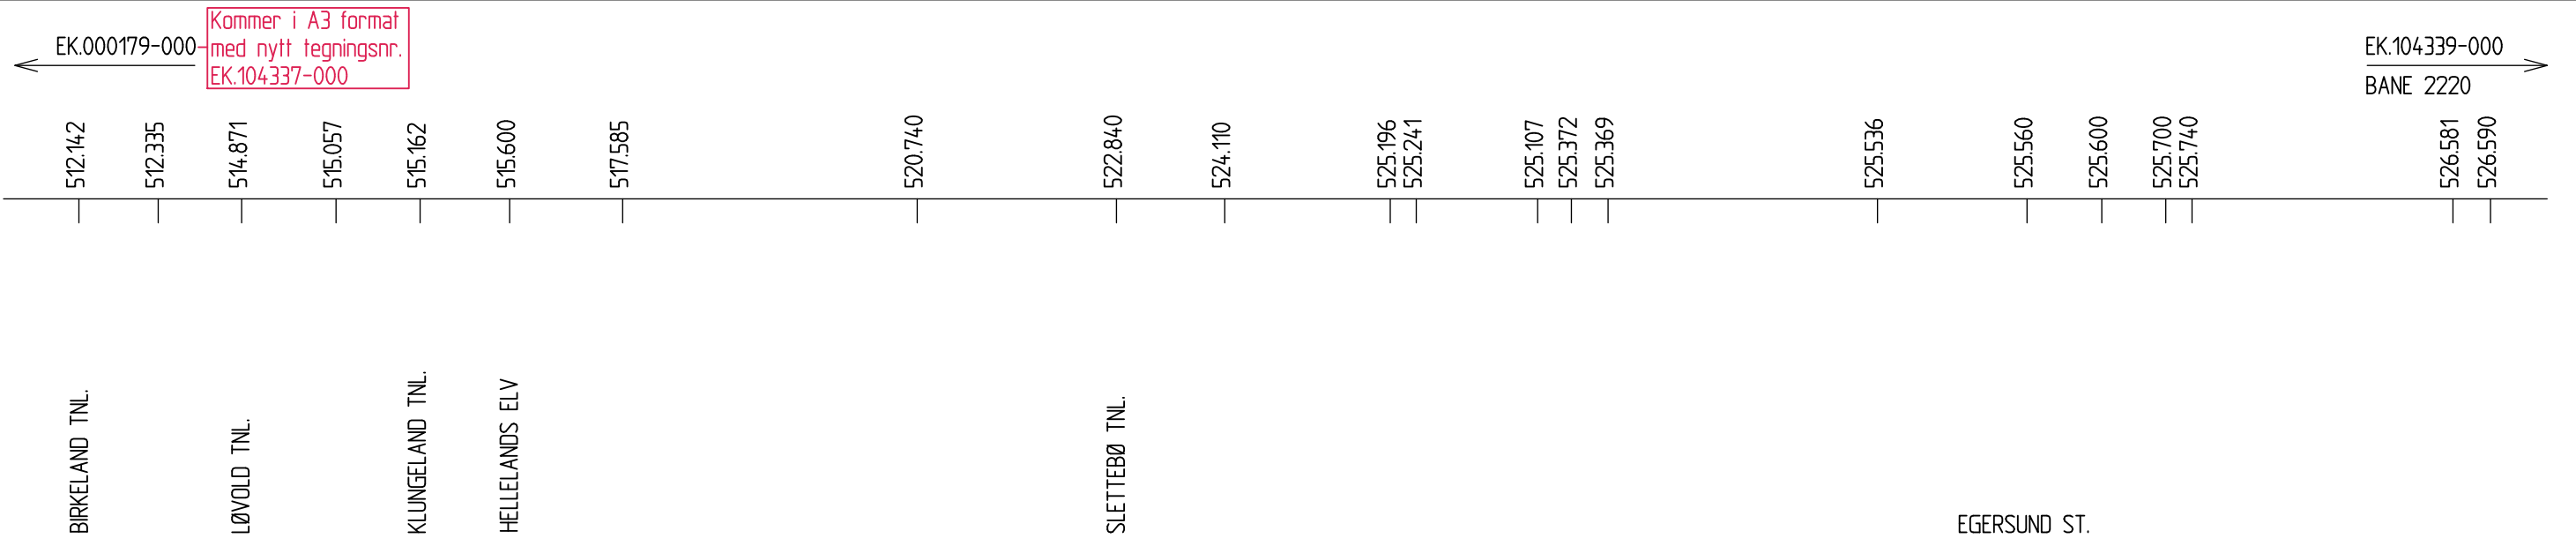 EK.000179-000
Kommer i A3 format
med nytt tegningsnr.
EK.104337-000
EK.104339-000
BANE 2220
512.142
512.335
514.871
515.057
515.162
515.600
517.585
520.740
522.840
524.110
525.196
525.241
525.107
525.372
525.369
525.536
525.560
525.600
525.700
525.740
526.581
526.590
BIRKELAND TNL.
LØVOLD TNL.
KLUNGELAND TNL.
HELLELANDS ELV
SLETTEBØ TNL.
EGERSUND ST.